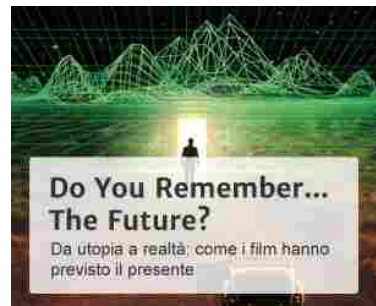 Do You Remember...
The Future?
Da utopia a realtà: come i film hanno
previsto il presente